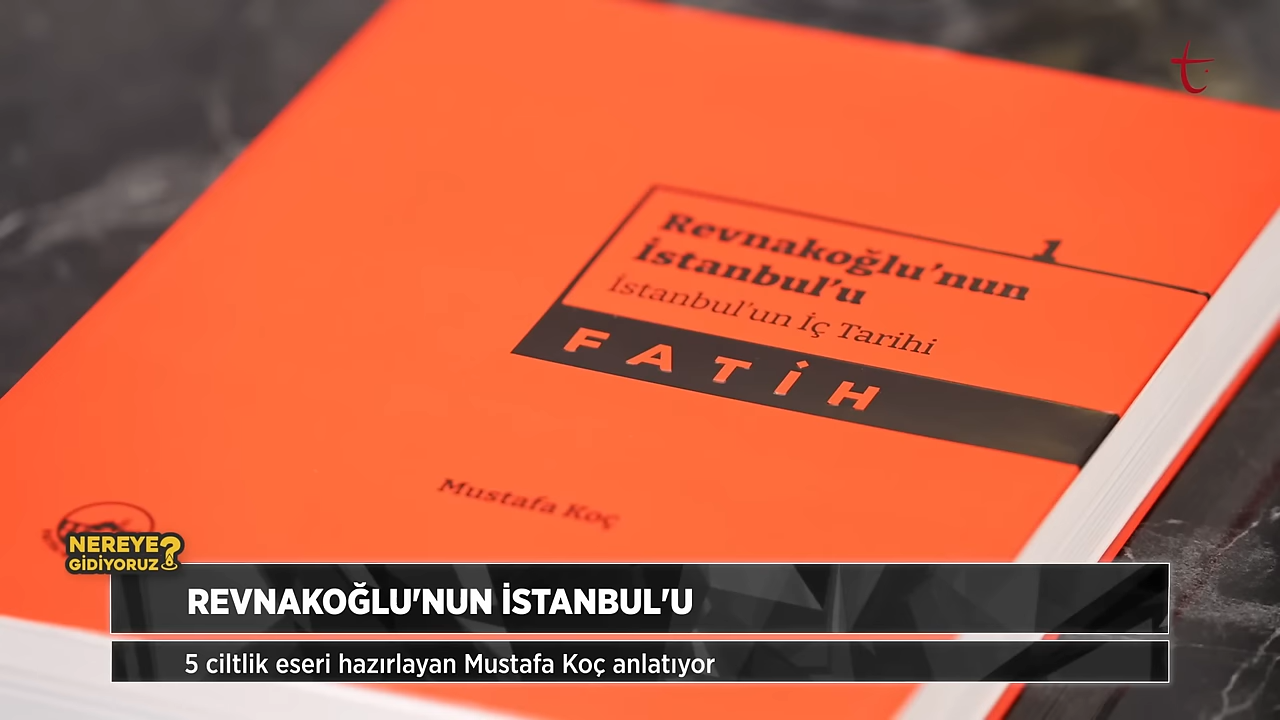 t.
1
Revnakoğlu'nun
İstanbul'u
İstanbul'un İç Tarihi
FATİH
Mustafa Koç
NEREYE
GİDİYORUZ?
REVNAKOĞLU'NUN İSTANBUL'U
5 ciltlik eseri hazırlayan Mustafa Koç anlatıyor